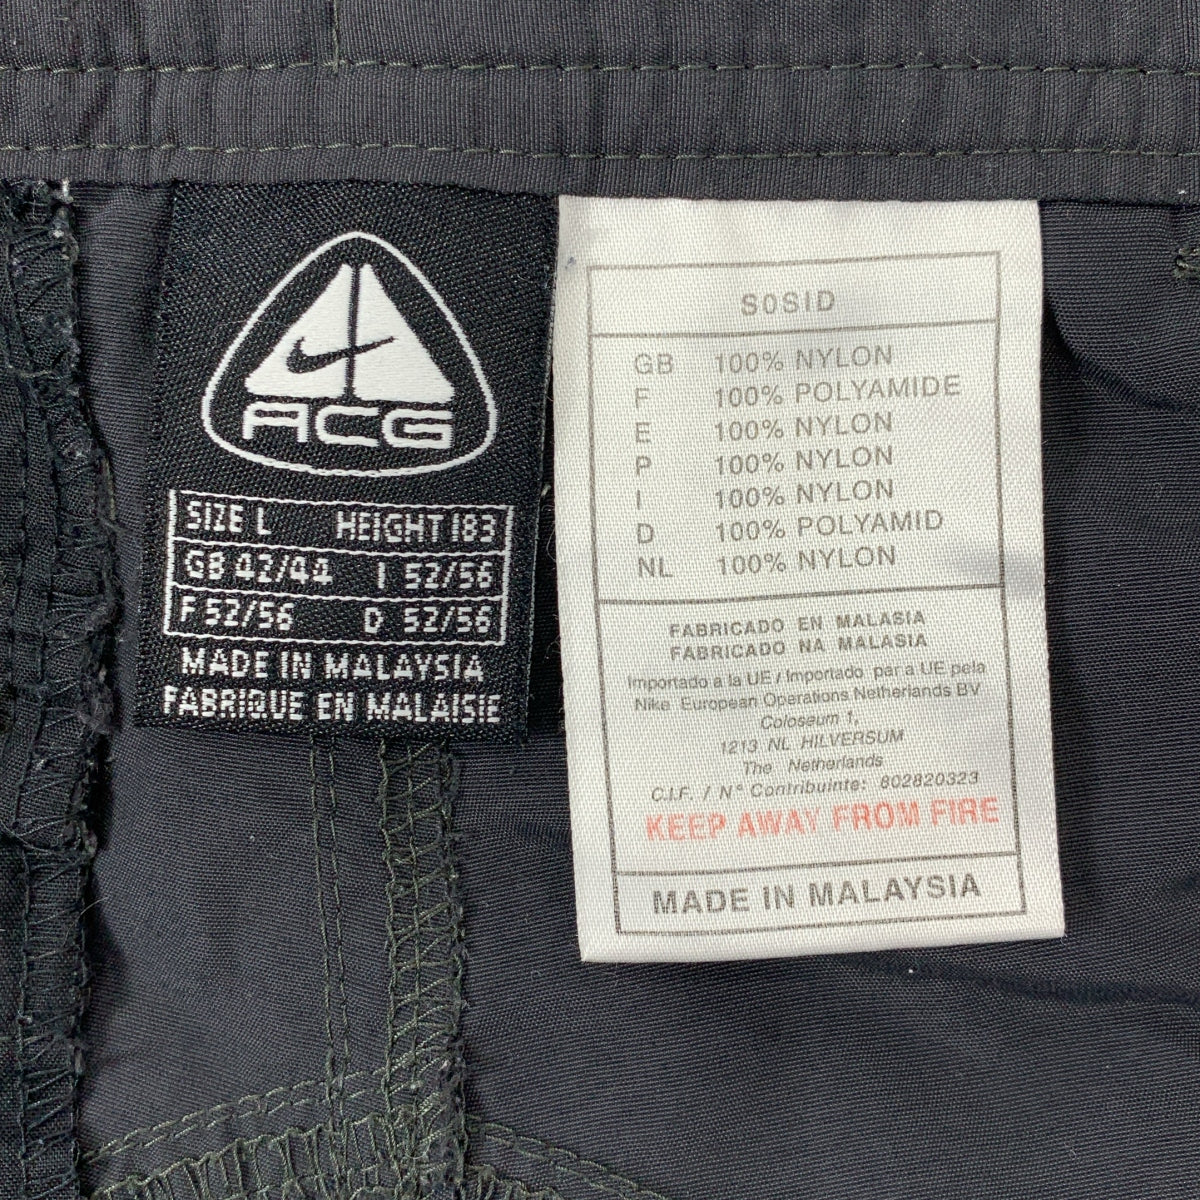 ACG
SIZE L HEIGHT 183
GB 42/44 I 52/56
F 52/56 D 52/56
MADE IN MALAYSIA
FABRIQUE EN MALAISIE
S0SID
GB 100% NYLON
F 100% POLYAMIDE
E 100% NYLON
P 100% NYLON
I 100% NYLON
D 100% POLYAMID
NL 100% NYLON
FABRICADO EN MALASIA
FABRICADO NA MALASIA
Importado a la UE / Importado par a UE pela
Nike European Operations Netherlands BV
Coloseum 1,
1213 NL HILVERSUM
The Netherlands
C.I.F. / N° Contribuinte: 802820323
KEEP AWAY FROM FIRE
MADE IN MALAYSIA